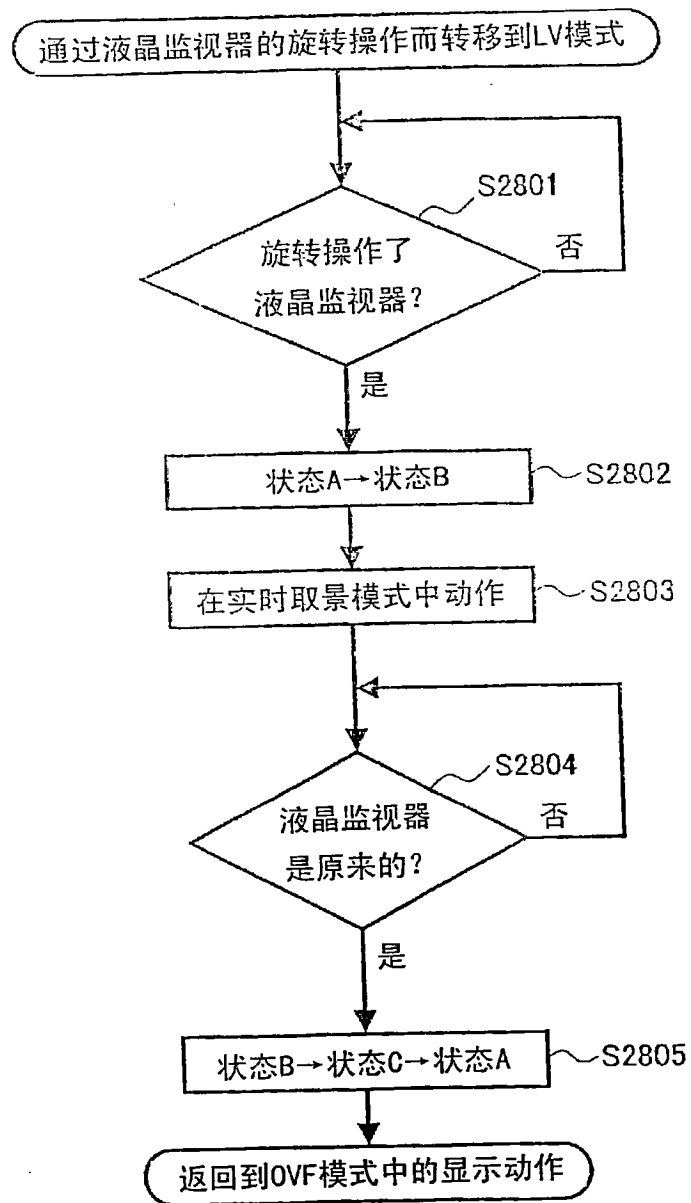 通过液晶监视器的旋转操作而转移到LV模式
S2801
旋转操作了
液晶监视器?
否
是
状态A→状态B
S2802
在实时取景模式中动作
S2803
S2804
液晶监视器
是原来的?
否
是
状态B→状态C→状态A
S2805
返回到OVF模式中的显示动作